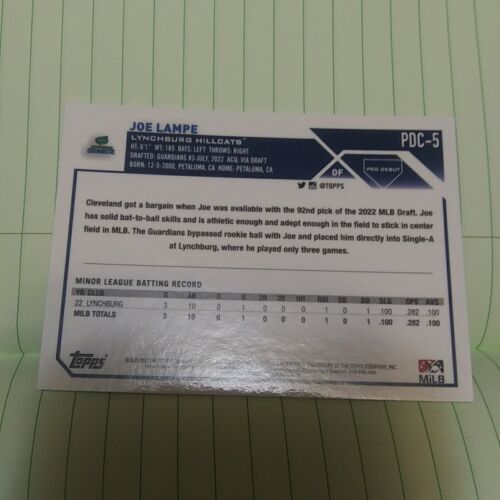 JOE LAMPE
PDC-5
LYNCHBURG HILLCATS™
HT: 6'1" WT: 185 BATS: LEFT THROWS: RIGHT
DRAFTED: GUARDIANS #3-JULY, 2022 ACQ: VIA DRAFT
BORN: 12-5-2000, PETALUMA, CA HOME: PETALUMA, CA
OF
PRO DEBUT
@TOPPS
Cleveland got a bargain when Joe was available with the 92nd pick of the 2022 MLB Draft. Joe
has solid bat-to-ball skills and is athletic enough and adept enough in the field to stick in center
field in MLB. The Guardians bypassed rookie ball with Joe and placed him directly into Single-A
at Lynchburg, where he played only three games.
MINOR LEAGUE BATTING RECORD
YR CLUB G AB R H 2B 3B HR RBI SB BB SLG OPS AVG
22 LYNCHBURG 3 10 0 1 0 0 0 1 0 1 .100 .282 .100
MILB TOTALS 3 10 0 1 0 0 0 1 0 1 .100 .282 .100
Topps
MiLB